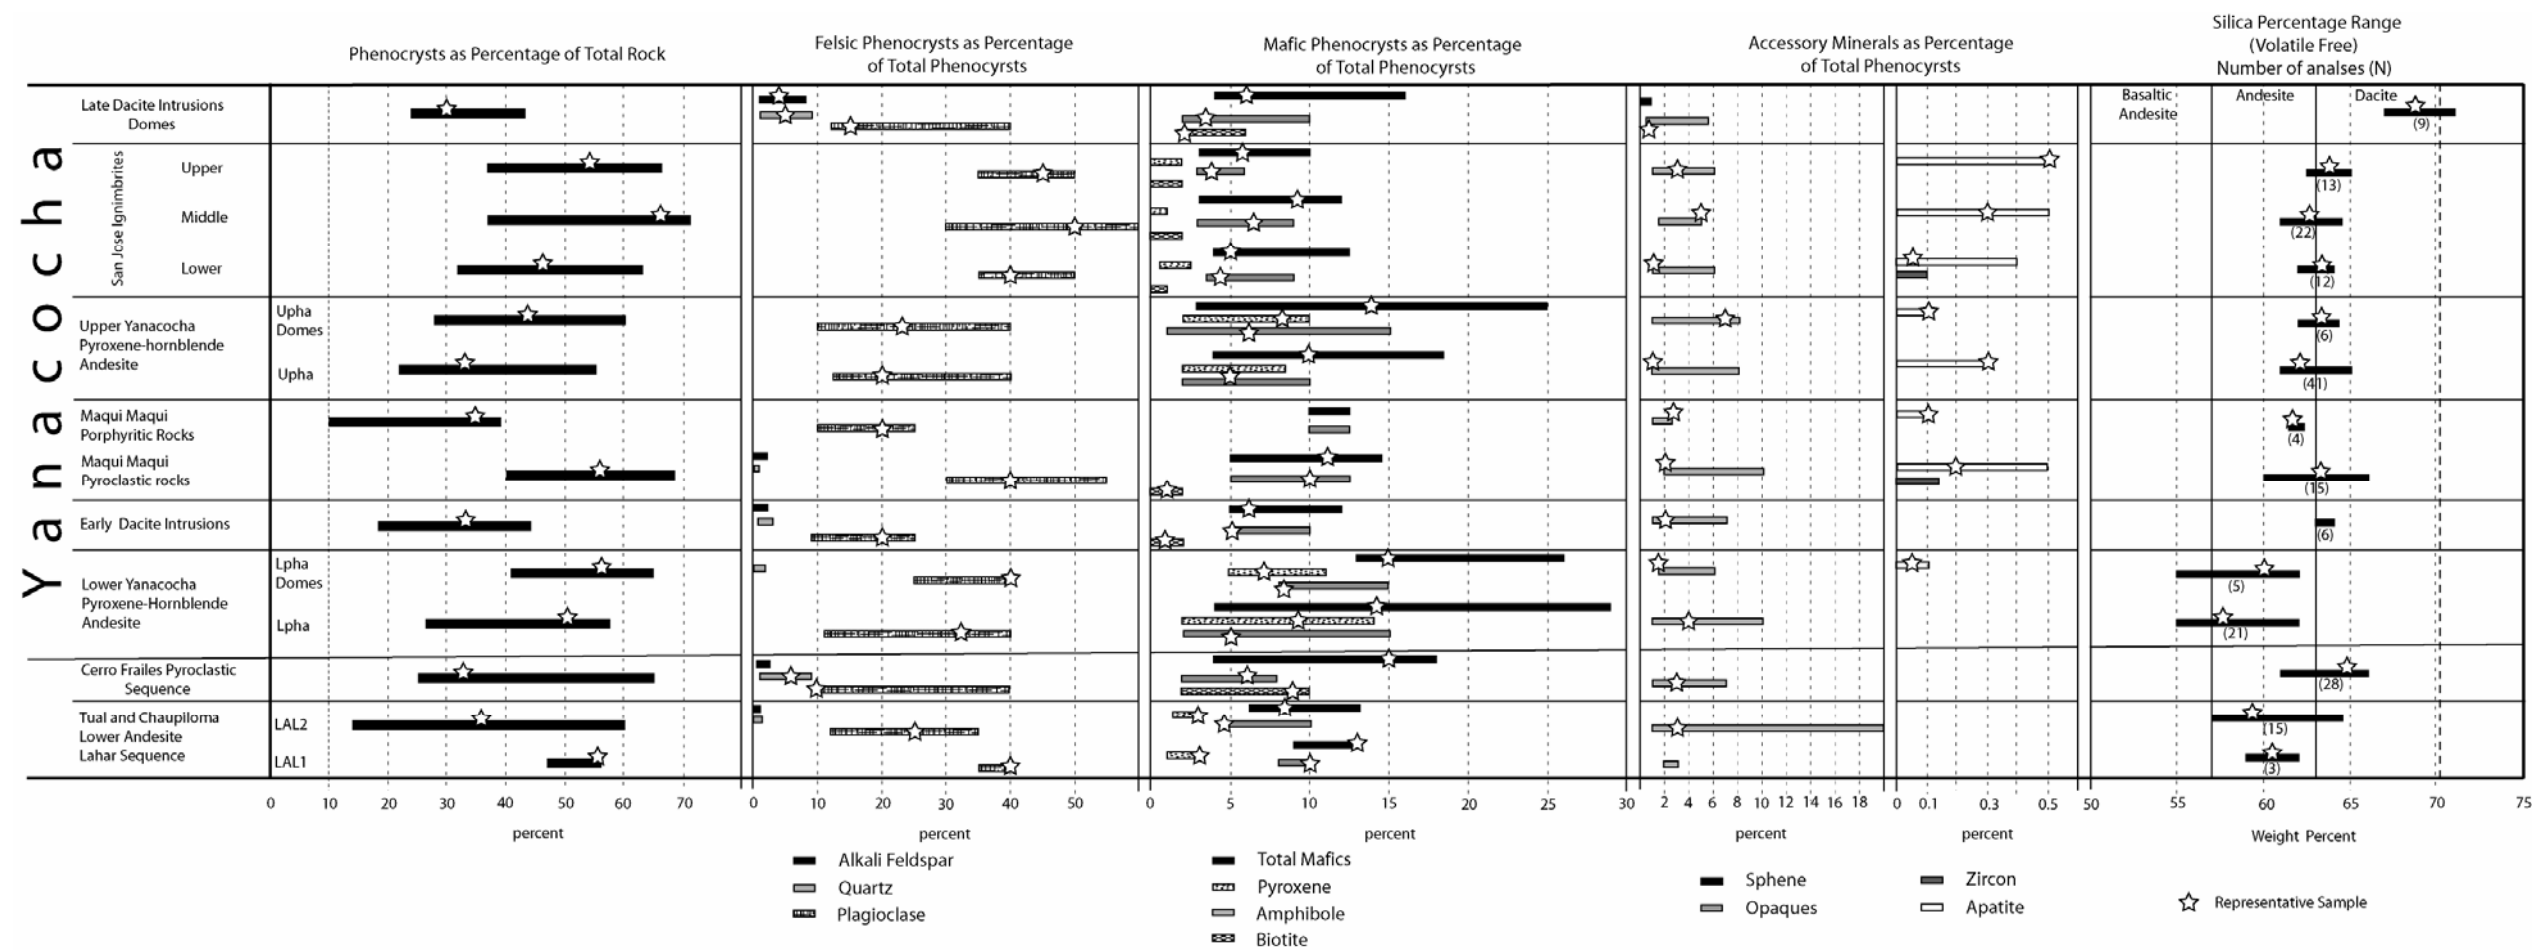 Phenocrysts as Percentage of Total Rock
Felsic Phenocrysts as Percentage
of Total Phenocyrsts
Mafic Phenocrysts as Percentage
of Total Phenocyrsts
Accessory Minerals as Percentage
of Total Phenocyrsts
Silica Percentage Range
(Volatile Free)
Number of analses (N)
Yanacocha
Late Dacite Intrusions
Domes
Basaltic
Andesite
Andesite
Dacite
(9)
San Jose Ignimbrites
Upper
(13)
Middle
(22)
Lower
(12)
Upper Yanacocha
Pyroxene-hornblende
Andesite
Upha
Domes
(6)
Upha
(41)
Maqui Maqui
Porphyritic Rocks
(4)
Maqui Maqui
Pyroclastic rocks
(15)
Early Dacite Intrusions
(6)
Lower Yanacocha
Pyroxene-Hornblende
Andesite
Lpha
Domes
(5)
Lpha
(21)
Cerro Frailes Pyroclastic
Sequence
(28)
Tual and Chaupiloma
Lower Andesite
Lahar Sequence
LAL2
(15)
LAL1
(3)
0 10 20 30 40 50 60 70
0 10 20 30 40 50
0 5 10 15 20 25 30
2 4 6 8 10 12 14 16 18
0 0.1 0.3 0.5
50 55 60 65 70 75
percent
percent
percent
percent
percent
Weight Percent
Alkali Feldspar
Quartz
Plagioclase
Total Mafics
Pyroxene
Amphibole
Biotite
Sphene
Opaques
Zircon
Apatite
Representative Sample